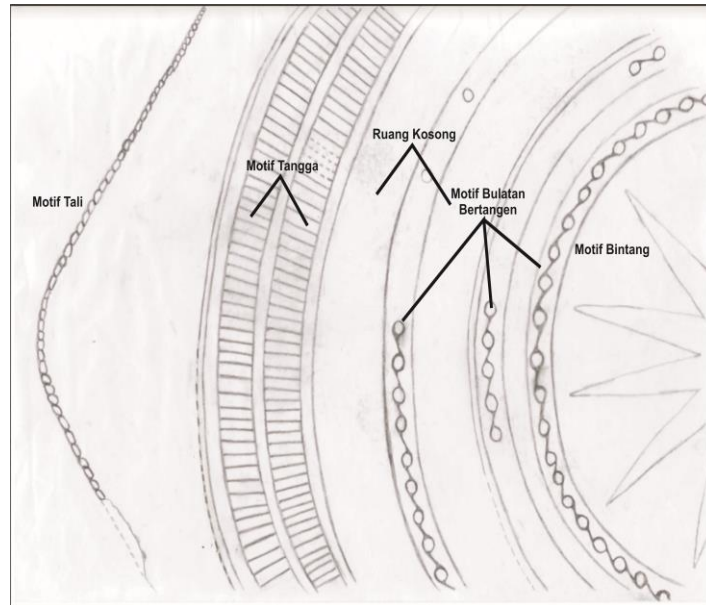 Ruang Kosong
Motif Tangga
Motif Tali
Motif Bulatan
Bertangen
Motif Bintang